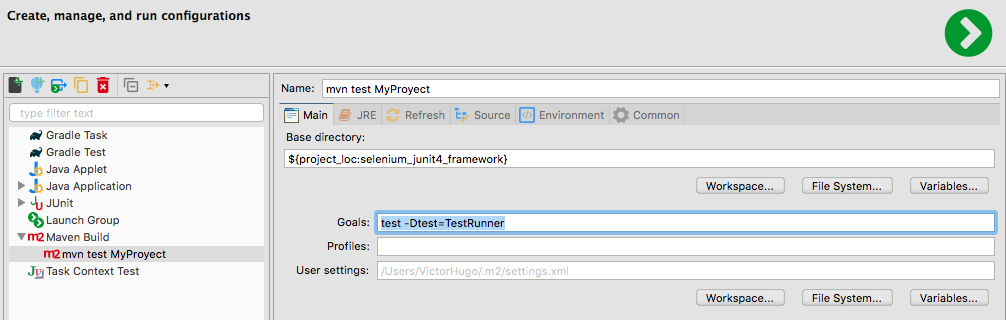 Create, manage, and run configurations
type filter text
Gradle Task
Gradle Test
Java Applet
Java Application
JUnit
Launch Group
Maven Build
m2 mvn test MyProyect
Task Context Test
Name: mvn test MyProyect
Main JRE Refresh Source Environment Common
Base directory:
${project_loc:selenium_junit4_framework}
Workspace... File System... Variables...
Goals: test -Dtest=TestRunner
Profiles:
User settings: /Users/VictorHugo/.m2/settings.xml
Workspace... File System... Variables...